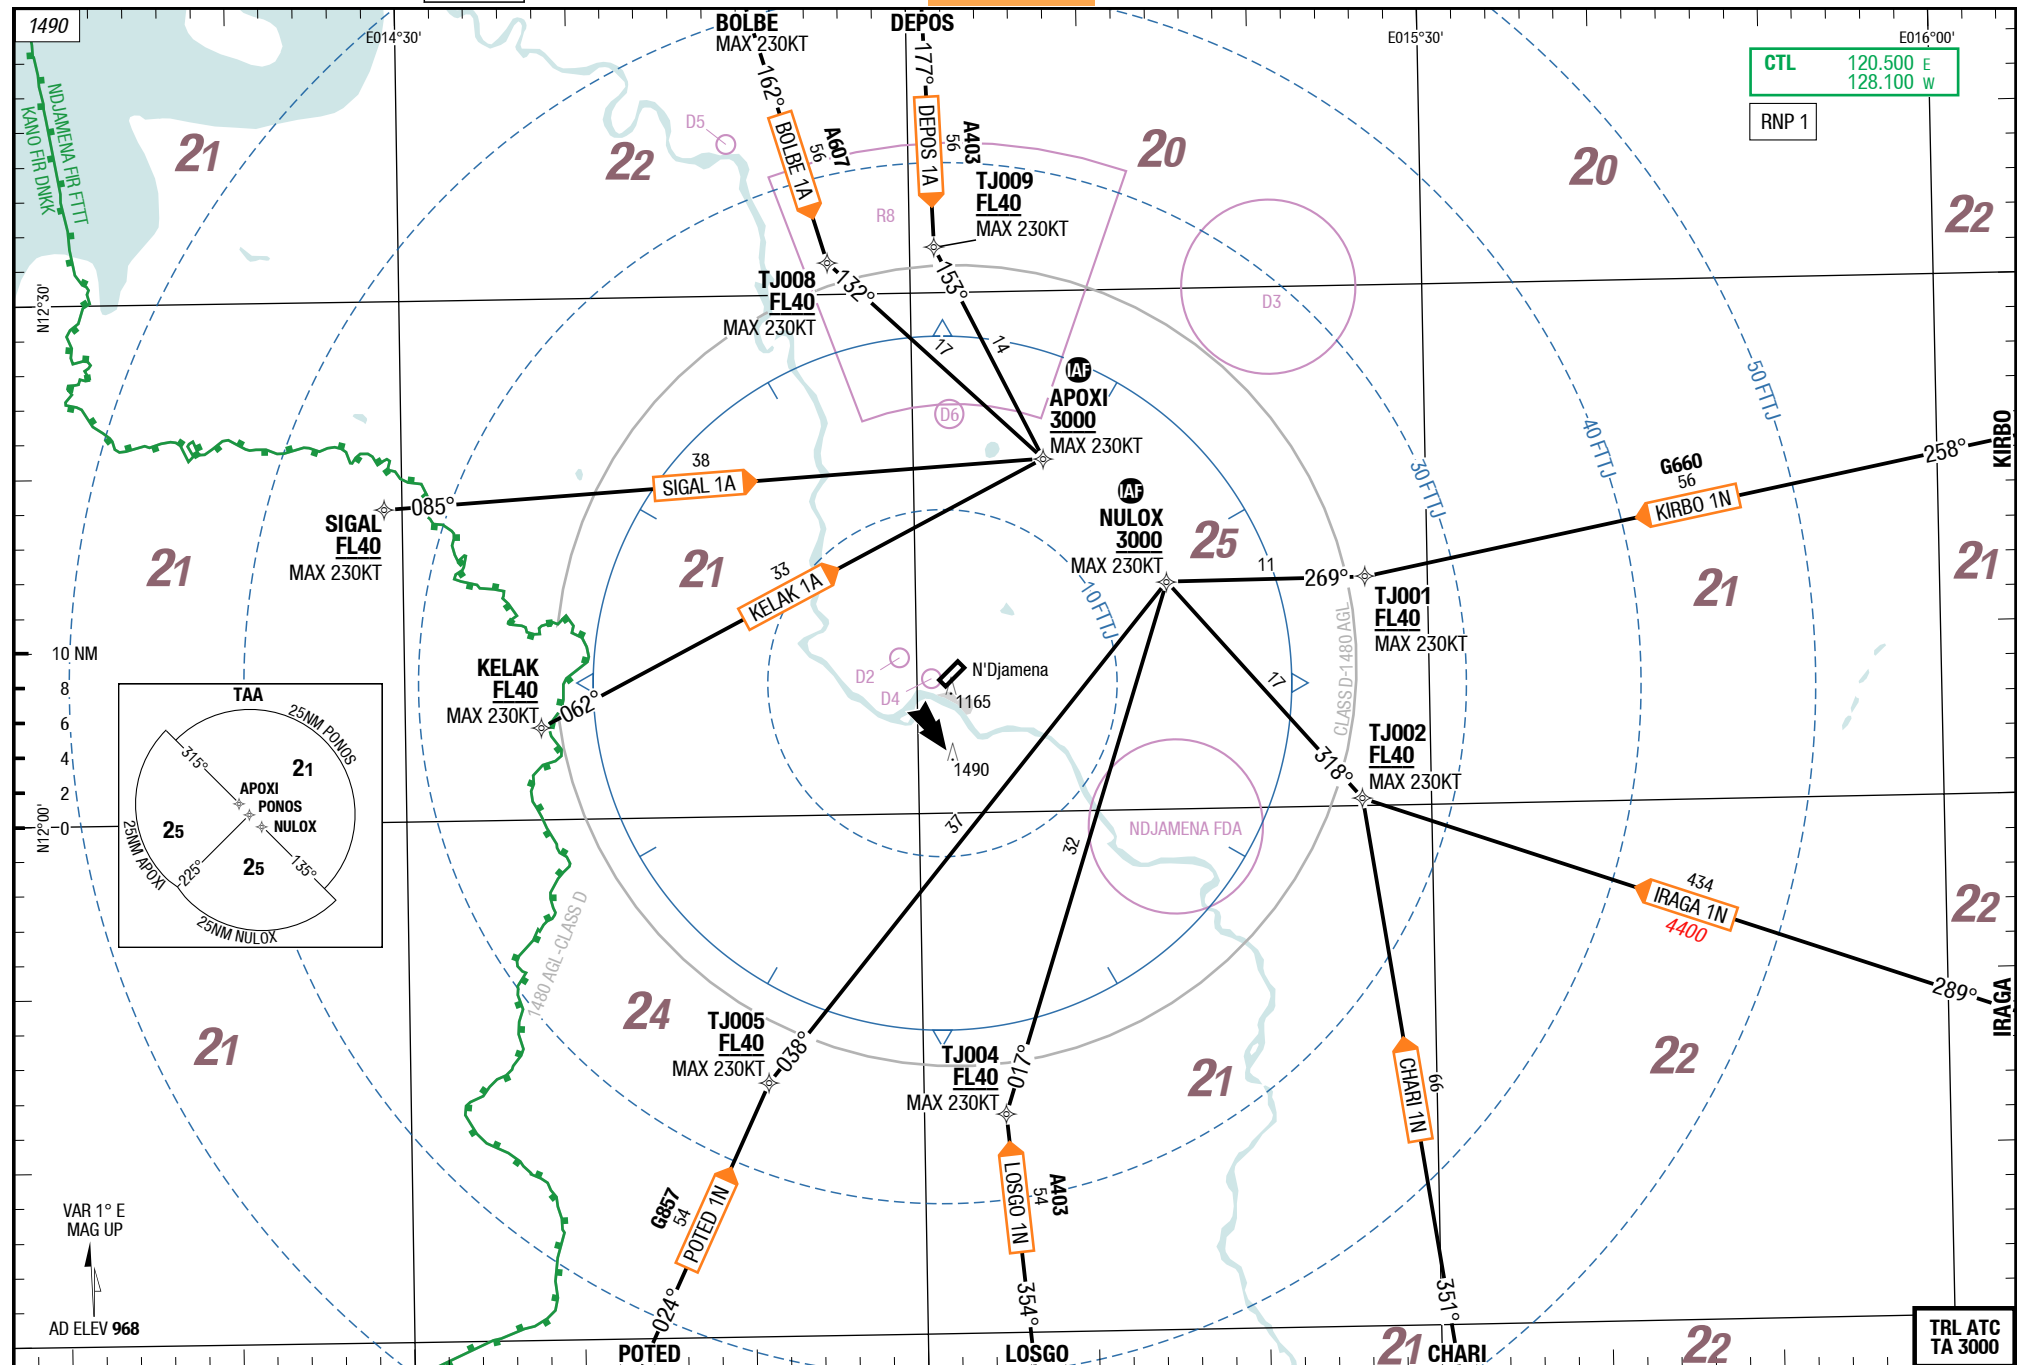 1490
E014°30'
BOLBE
MAX 230KT
DEPOS
E015°30'
E016°00'
CTL 120.500 E
128.100 W
RNP 1
NDJAMENA FIR FTTT
KANO FIR DNKK
162°
BOLBE 1A
A607
56
177°
DEPOS 1A
A403
56
D5
R8
21
22
20
20
22
TJ009
FL40
MAX 230KT
TJ008
FL40
MAX 230KT
132°
153°
17
14
D3
D6
N12°30'
IAF
APOXI
3000
MAX 230KT
50 FTTJ
40 FTTJ
30 FTTJ
10 FTTJ
KIRBO
258°
G660
56
KIRBO 1N
38
SIGAL 1A
085°
SIGAL
FL40
MAX 230KT
IAF
NULOX
3000
MAX 230KT
25
21
21
21
21
11
269°
TJ001
FL40
MAX 230KT
33
KELAK 1A
KELAK
FL40
MAX 230KT
062°
CLASS D-1480 AGL
D2
D4
N'Djamena
1165
1490
17
318°
TJ002
FL40
MAX 230KT
10 NM
8
6
4
2
0
N12°00'
TAA
25NM PONOS
315°
21
APOXI
PONOS
NULOX
25
25
225°
135°
25NM APOXI
25NM NULOX
37
32
NDJAMENA FDA
434
IRAGA 1N
4400
22
289°
IRAGA
1480 AGL-CLASS D
24
21
21
22
TJ005
FL40
MAX 230KT
038°
TJ004
FL40
MAX 230KT
017°
CHARI 1N
66
G857
54
POTED 1N
024°
LOSGO 1N
A403
54
354°
351°
VAR 1° E
MAG UP
AD ELEV 968
POTED
LOSGO
21
CHARI
22
TRL ATC
TA 3000